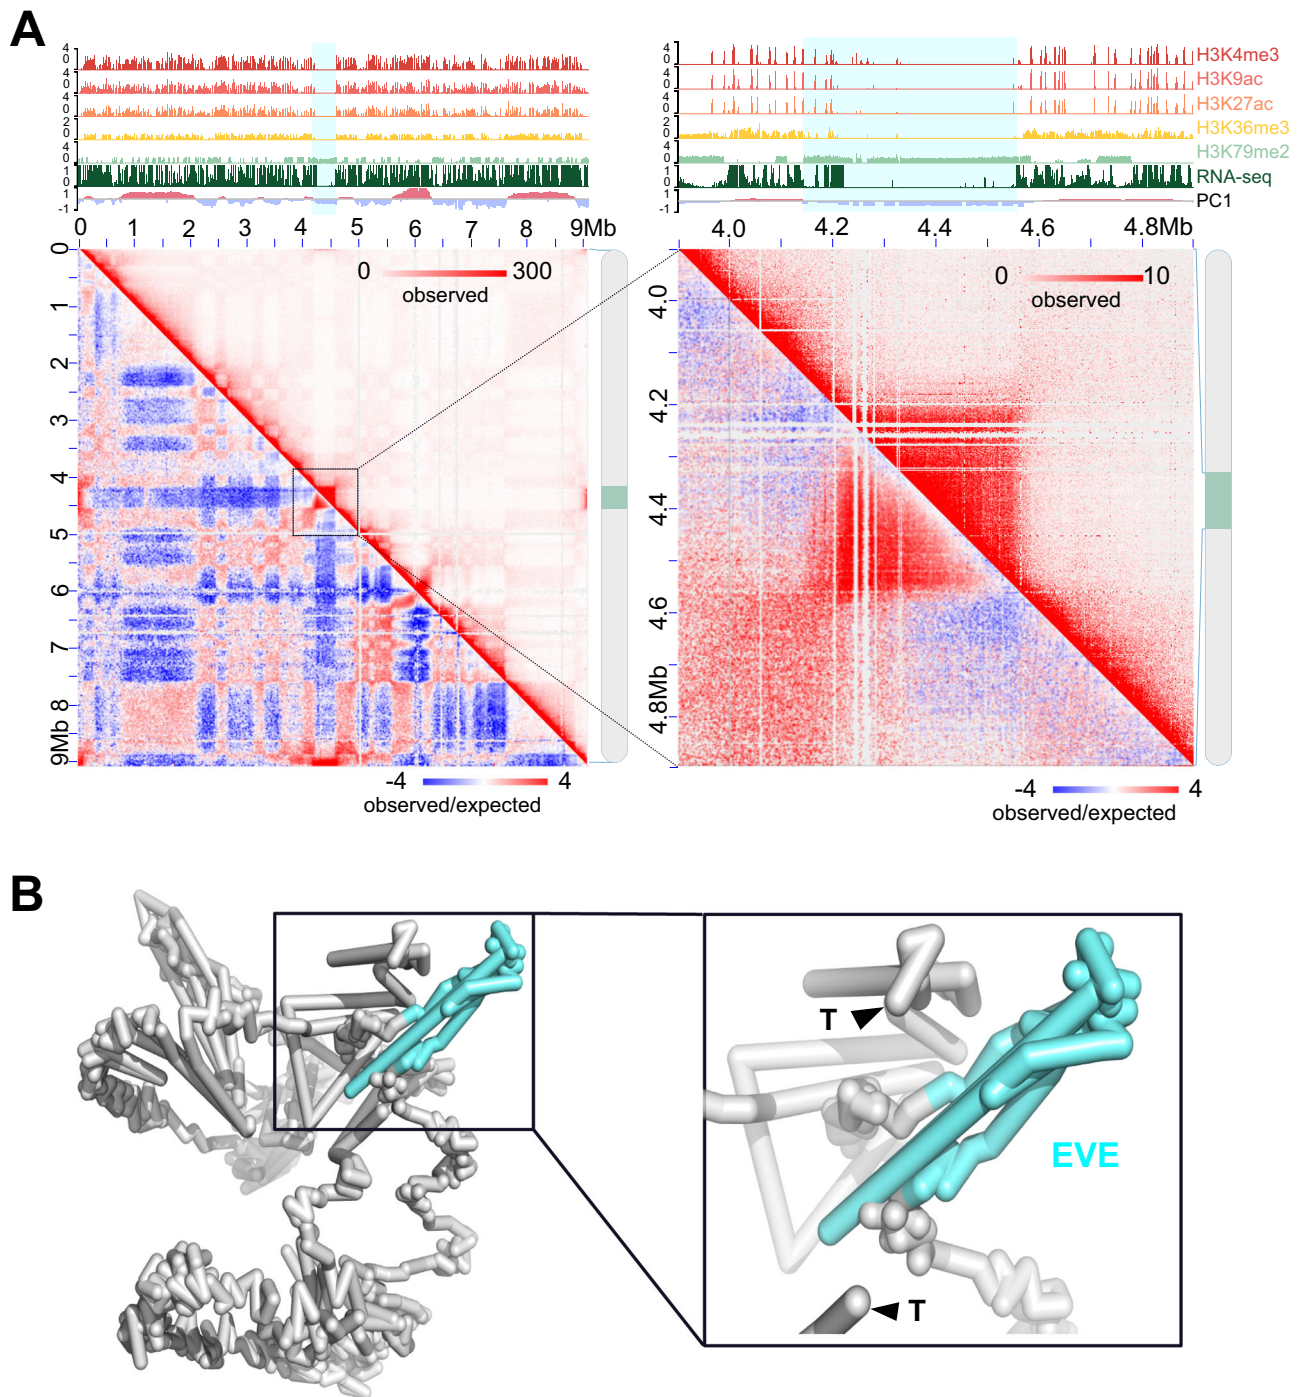 A
4
0
4
0
4
0
2
0
4
0
1
0
1
-1
0 1 2 3 4 5 6 7 8 9Mb
0
1
2
3
4
5
6
7
8
9Mb
0 300
observed
-4 4
observed/expected
4
0
4
0
4
0
2
0
4
0
1
0
1
-1
H3K4me3
H3K9ac
H3K27ac
H3K36me3
H3K79me2
RNA-seq
PC1
4.0 4.2 4.4 4.6 4.8Mb
4.0
4.2
4.4
4.6
4.8Mb
0 10
observed
-4 4
observed/expected
B
T
EVE
T